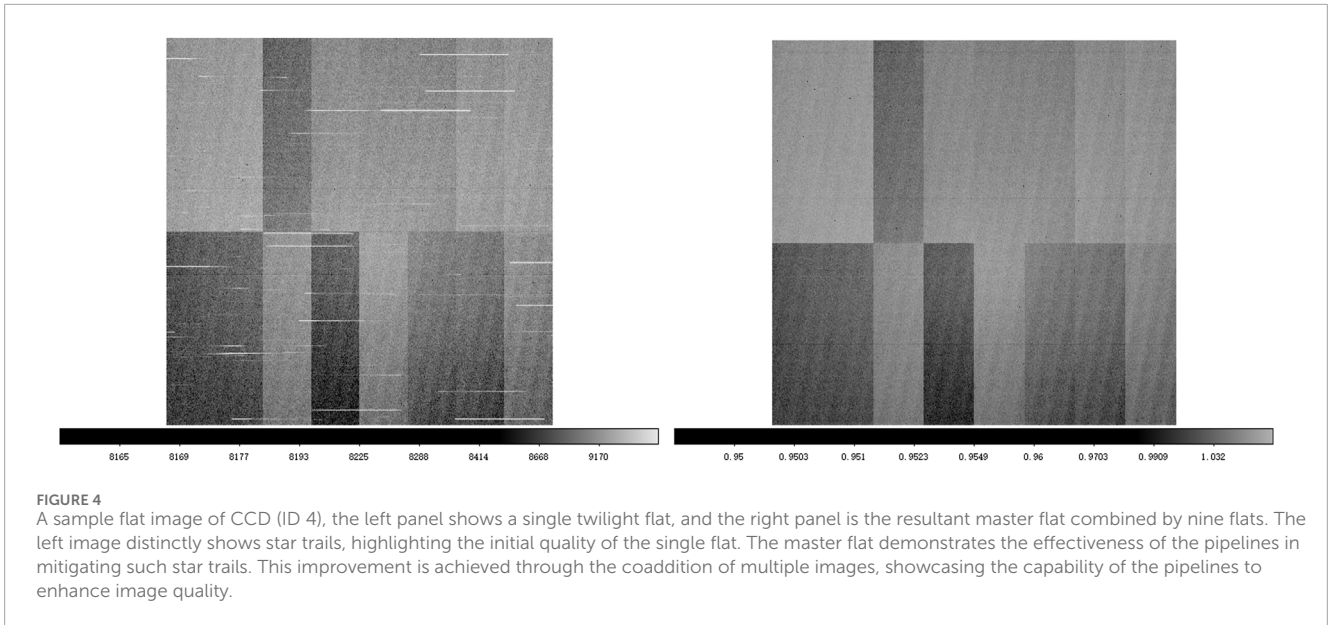 8165 8169 8177 8193 8225 8288 8414 8668 9170
0.95 0.9503 0.951 0.9523 0.9549 0.96 0.9703 0.9909 1.032
FIGURE 4
A sample flat image of CCD (ID 4), the left panel shows a single twilight flat, and the right panel is the resultant master flat combined by nine flats. The
left image distinctly shows star trails, highlighting the initial quality of the single flat. The master flat demonstrates the effectiveness of the pipelines in
mitigating such star trails. This improvement is achieved through the coaddition of multiple images, showcasing the capability of the pipelines to
enhance image quality.